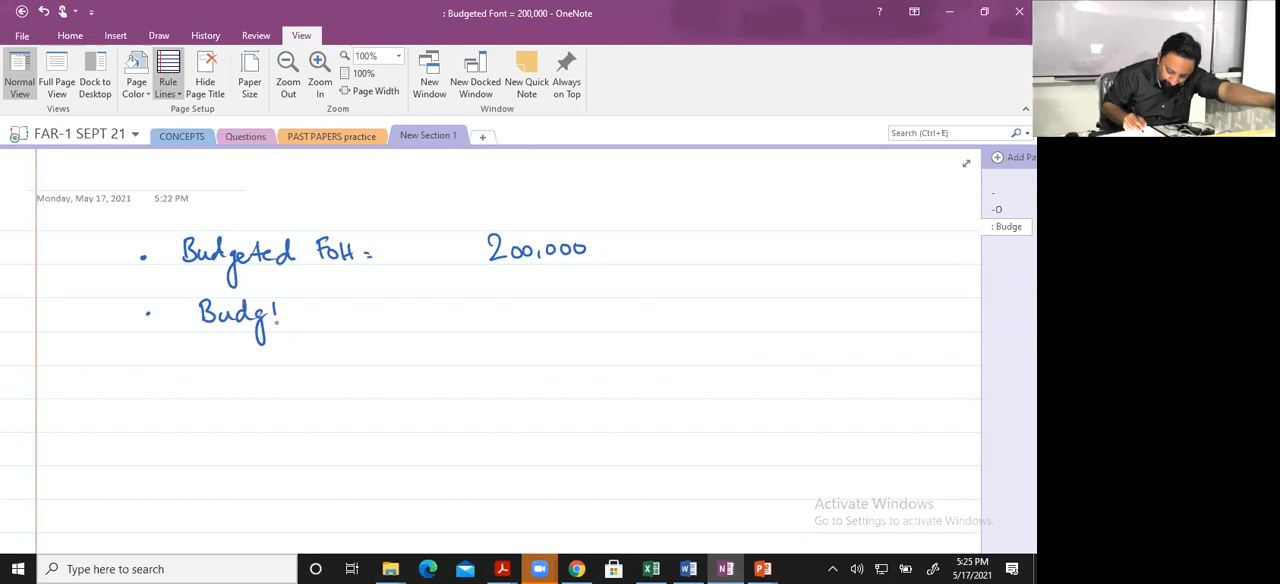 : Budgeted Font = 200,000 - OneNote
?
File Home Insert Draw History Review View
Normal View
Full Page View
Dock to Desktop
Views
Page Color
Rule Lines
Hide Page Title
Paper Size
Page Setup
Zoom Out
Zoom In
100%
100%
Page Width
Zoom
New Window
New Docked Window
New Quick Note
Always on Top
Window
FAR-1 SEPT 21
CONCEPTS
Questions
PAST PAPERS practice
New Section 1
Search (Ctrl+E)
Add Pa
-
-O
: Budge
Monday, May 17, 2021 5:22 PM
. Budgeted FOH = 200,000
. Budg
Activate Windows
Go to Settings to activate Windows.
Type here to search
5:25 PM
5/17/2021